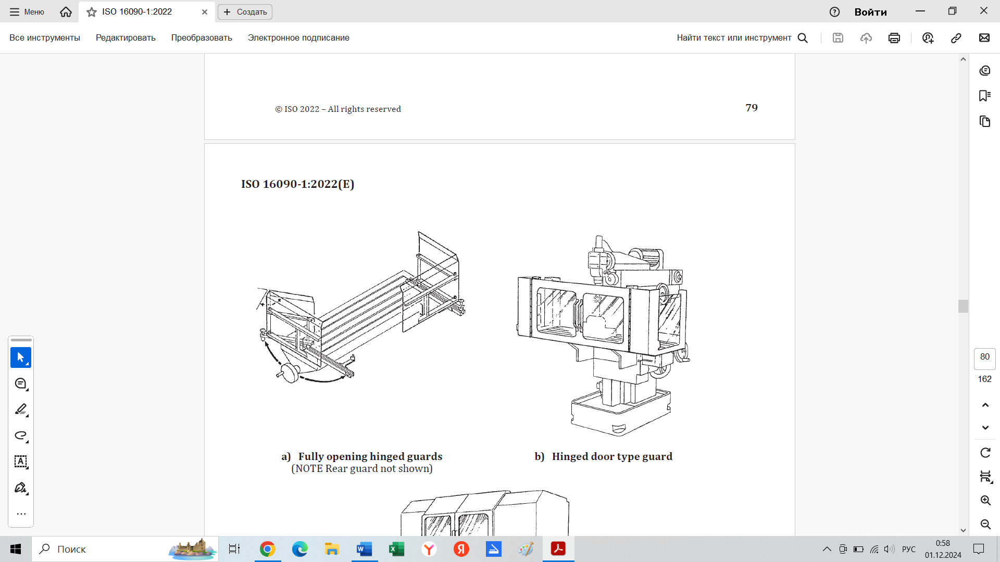 Меню
ISO 16090-1:2022
Создать
Войти
Все инструменты
Редактировать
Преобразовать
Электронное подписание
Найти текст или инструмент
© ISO 2022 – All rights reserved
79
ISO 16090-1:2022(E)
a) Fully opening hinged guards
(NOTE Rear guard not shown)
b) Hinged door type guard
80
162
Поиск
РУС
0:58
01.12.2024